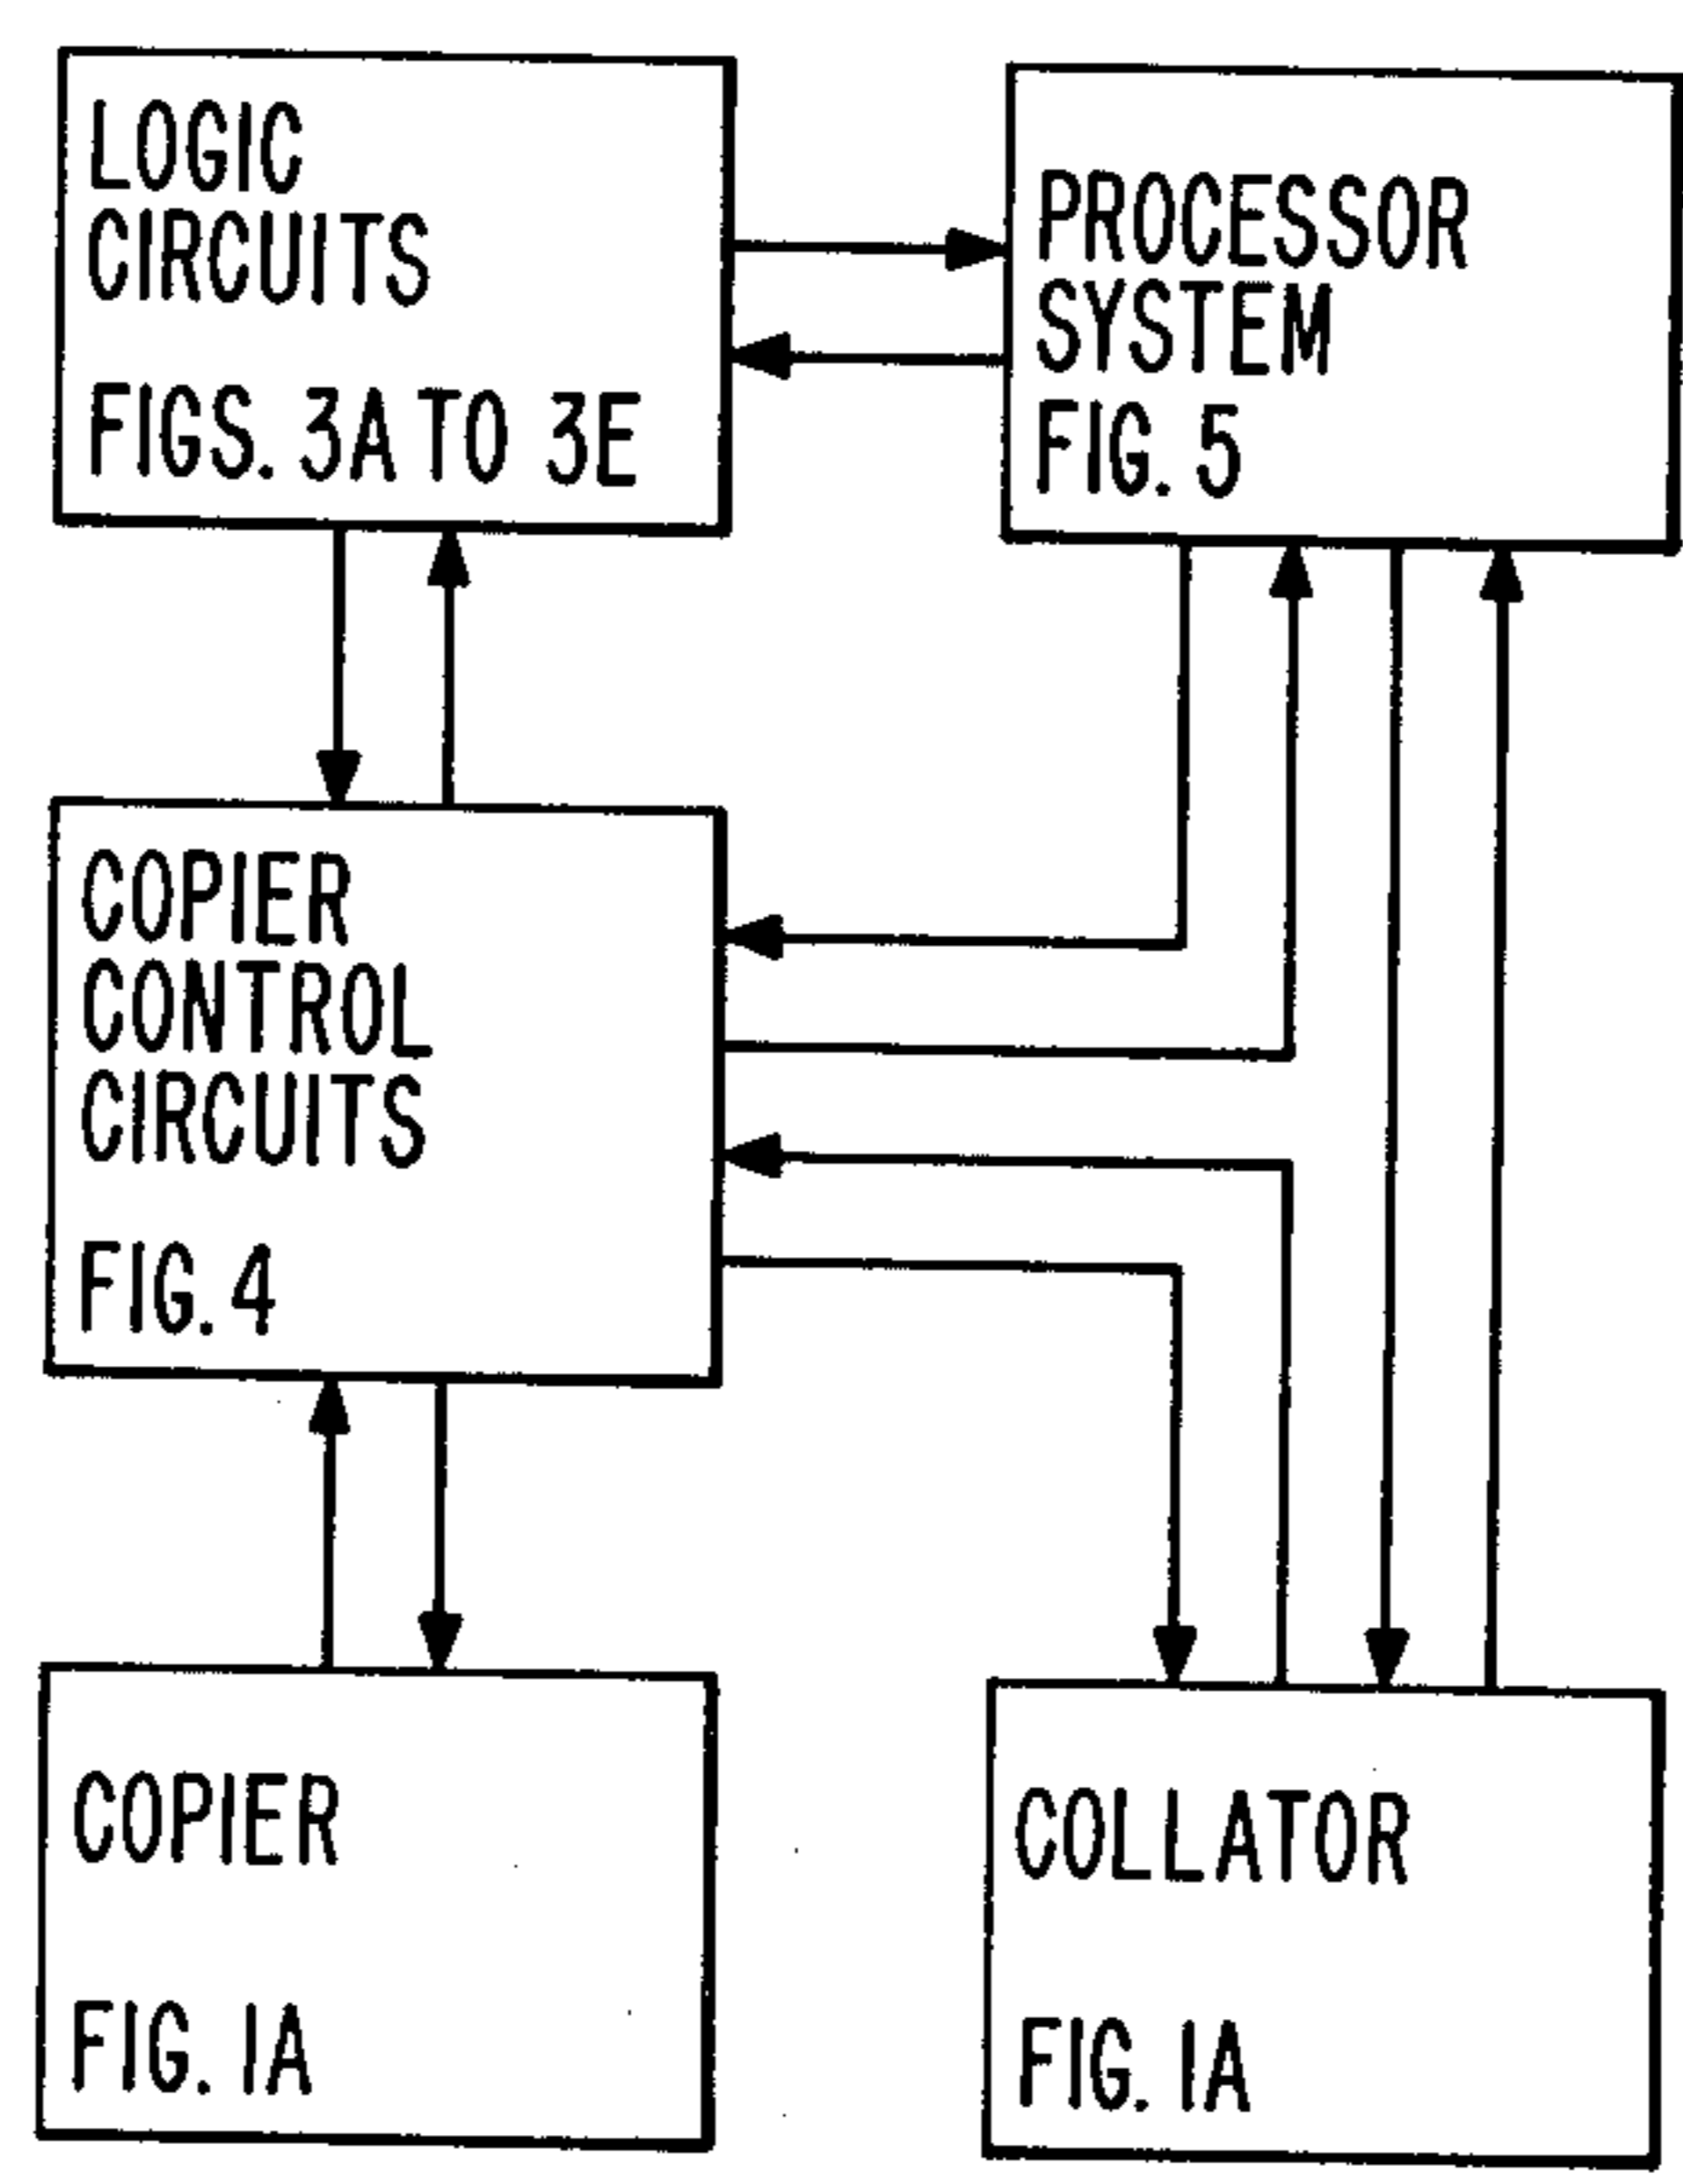 LOGIC
CIRCUITS
FIGS. 3A TO 3E
PROCESSOR
SYSTEM
FIG. 5
COPIER
CONTROL
CIRCUITS
FIG. 4
COPIER
FIG. 1A
COLLATOR
FIG. 1A